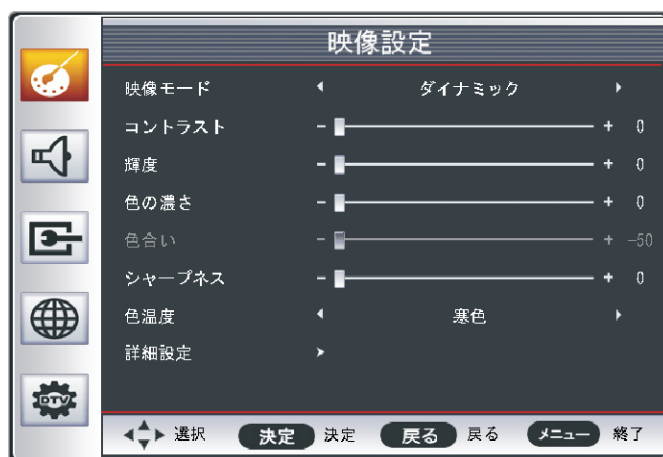 映像設定
映像モード ダイナミック
コントラスト - + 0
輝度 - + 0
色の濃さ - + 0
色合い - + -50
シャープネス - + 0
色温度 寒色
詳細設定
DTV
選択 決定 決定 戻る 戻る メニュー 終了